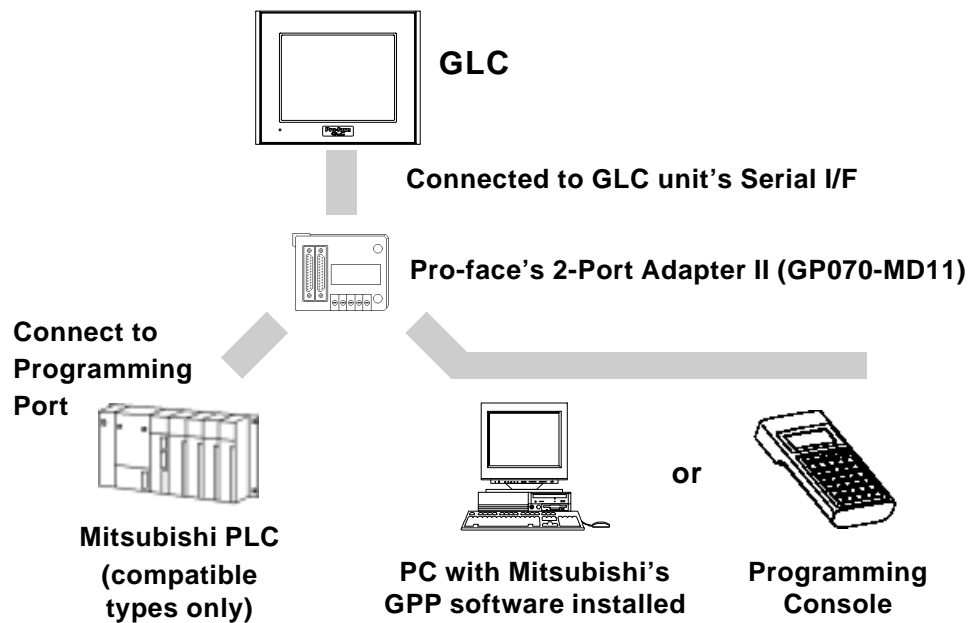 GLC
Connected to GLC unit's Serial I/F
Pro-face's 2-Port Adapter II (GP070-MD11)
Connect to
Programming
Port
or
Mitsubishi PLC
(compatible
types only)
PC with Mitsubishi's
GPP software installed
Programming
Console